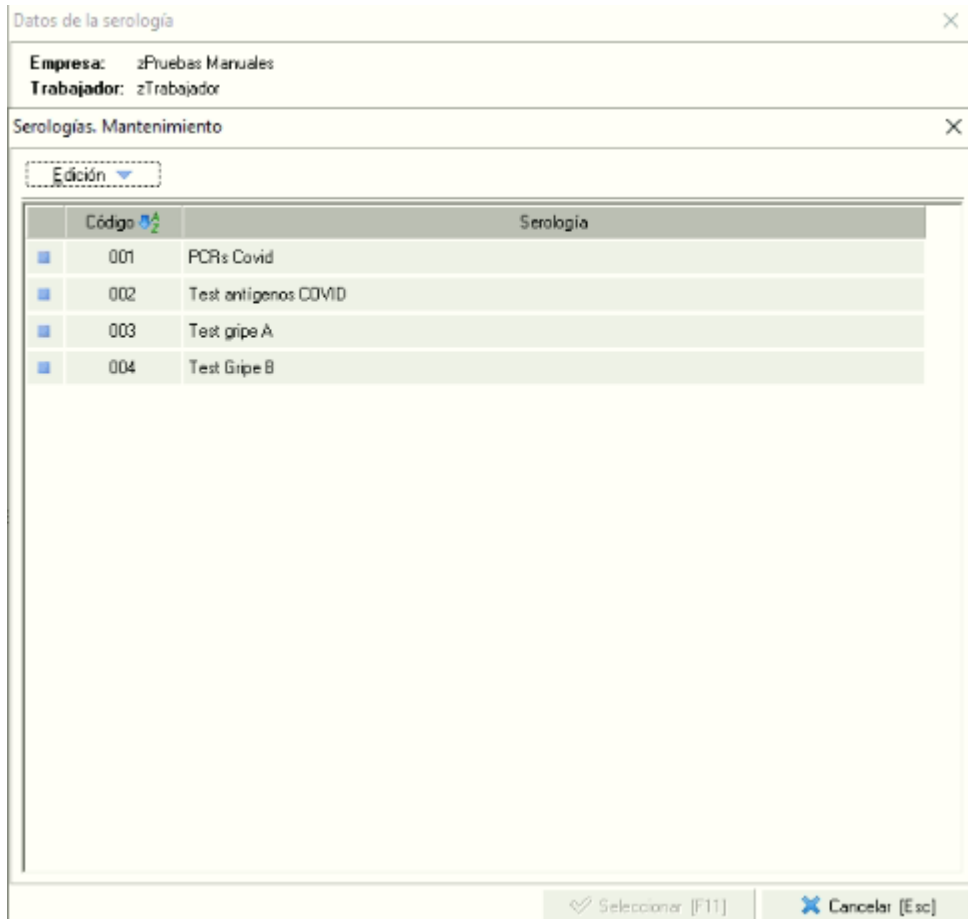 Datos de la serología
Empresa: zPruebas Manuales
Trabajador: zTrabajador
Serologías. Mantenimiento
Edición
Código Serología
001 PCRs Covid
002 Test antígenos COVID
003 Test gripe A
004 Test Gripe B
Seleccionar [F11] Cancelar [Esc]